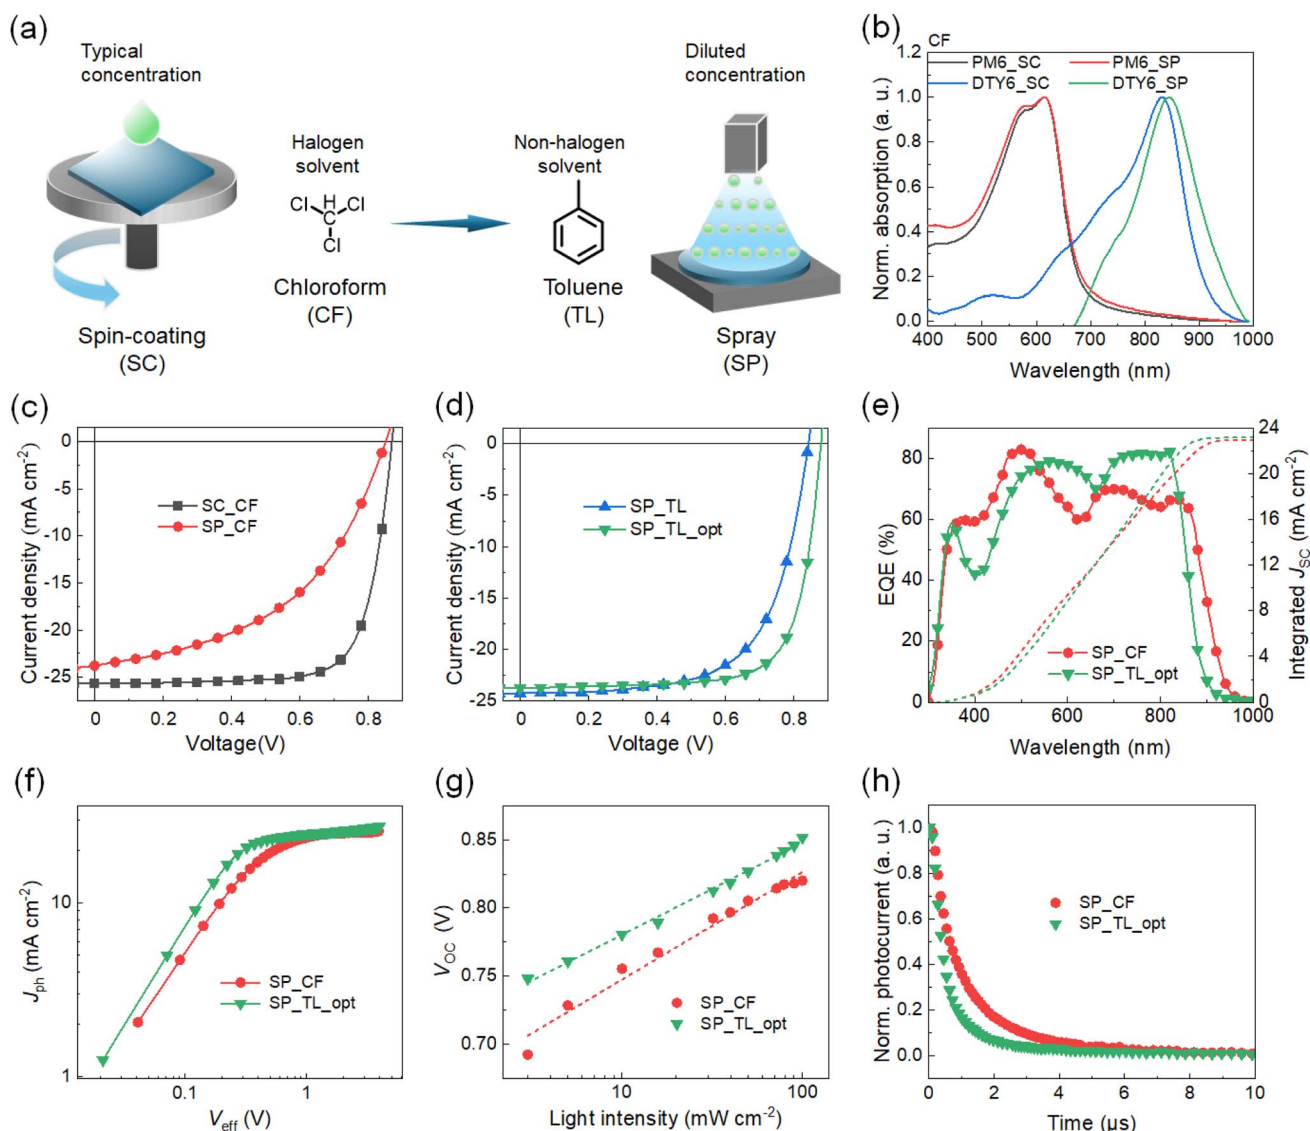 (a)
Typical
concentration
Spin-coating
(SC)
Halogen
solvent
Cl
H
C
Cl
Cl
Chloroform
(CF)
Non-halogen
solvent
Toluene
(TL)
Diluted
concentration
Spray
(SP)
(b)
CF
PM6_SC
PM6_SP
DTY6_SC
DTY6_SP
Norm. absorption (a. u.)
1.2
1.0
0.8
0.6
0.4
0.2
0.0
400 500 600 700 800 900 1000
Wavelength (nm)
(c)
Current density (mA cm-2)
0
-5
-10
-15
-20
-25
SC_CF
SP_CF
0 0.2 0.4 0.6 0.8
Voltage(V)
(d)
Current density (mA cm-2)
0
-5
-10
-15
-20
-25
SP_TL
SP_TL_opt
0 0.2 0.4 0.6 0.8
Voltage (V)
(e)
EQE (%)
80
60
40
20
0
SP_CF
SP_TL_opt
24
20
16
12
8
4
0
Integrated JSC (mA cm-2)
400 600 800 1000
Wavelength (nm)
(f)
Jph (mA cm-2)
10
1
SP_CF
SP_TL_opt
0.1 1
Veff (V)
(g)
VOC (V)
0.85
0.80
0.75
0.70
SP_CF
SP_TL_opt
10 100
Light intensity (mW cm-2)
(h)
Norm. photocurrent (a. u.)
1.0
0.8
0.6
0.4
0.2
0.0
SP_CF
SP_TL_opt
0 2 4 6 8 10
Time (μs)